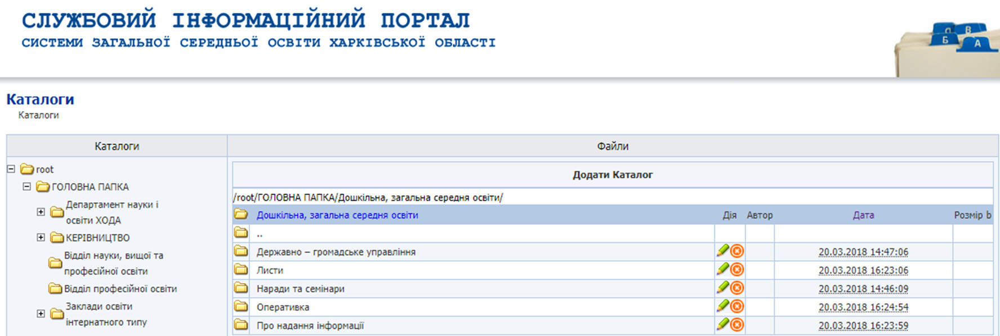 СЛУЖБОВИЙ ІНФОРМАЦІЙНИЙ ПОРТАЛ
СИСТЕМИ ЗАГАЛЬНОЇ СЕРЕДНЬОЇ ОСВІТИ ХАРКІВСЬКОЇ ОБЛАСТІ
В
Б
А
Каталоги
Каталоги
Каталоги
root
ГОЛОВНА ПАПКА
Департамент науки і
освіти ХОДА
КЕРІВНИЦТВО
Відділ науки, вищої та
професійної освіти
Відділ професійної освіти
Заклади освіти
інтернатного типу
Файли
Додати Каталог
/root/ГОЛОВНА ПАПКА/Дошкільна, загальна середня освіти/
Дошкільна, загальна середня освіти Дія Автор Дата Розмір b
..
Державно – громадське управління 20.03.2018 14:47:06
Листи 20.03.2018 16:23:06
Наради та семінари 20.03.2018 14:46:09
Оперативка 20.03.2018 16:24:54
Про надання інформації 20.03.2018 16:23:59